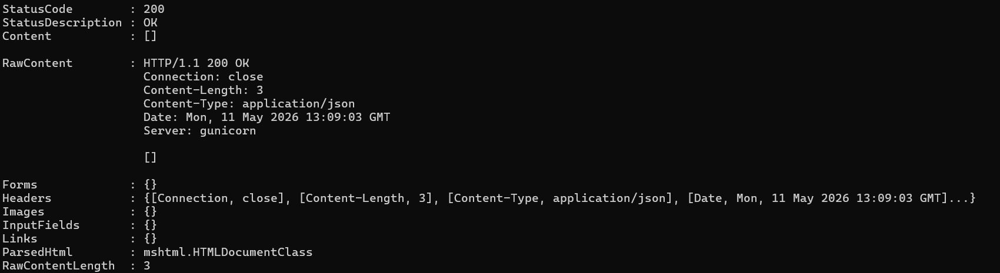 StatusCode        : 200
StatusDescription : OK
Content           : []
RawContent        : HTTP/1.1 200 OK
                    Connection: close
                    Content-Length: 3
                    Content-Type: application/json
                    Date: Mon, 11 May 2026 13:09:03 GMT
                    Server: gunicorn
                    []
Forms             : {}
Headers           : {[Connection, close], [Content-Length, 3], [Content-Type, application/json], [Date, Mon, 11 May 2026 13:09:03 GMT]...}
Images            : {}
InputFields       : {}
Links             : {}
ParsedHtml        : mshtml.HTMLDocumentClass
RawContentLength  : 3